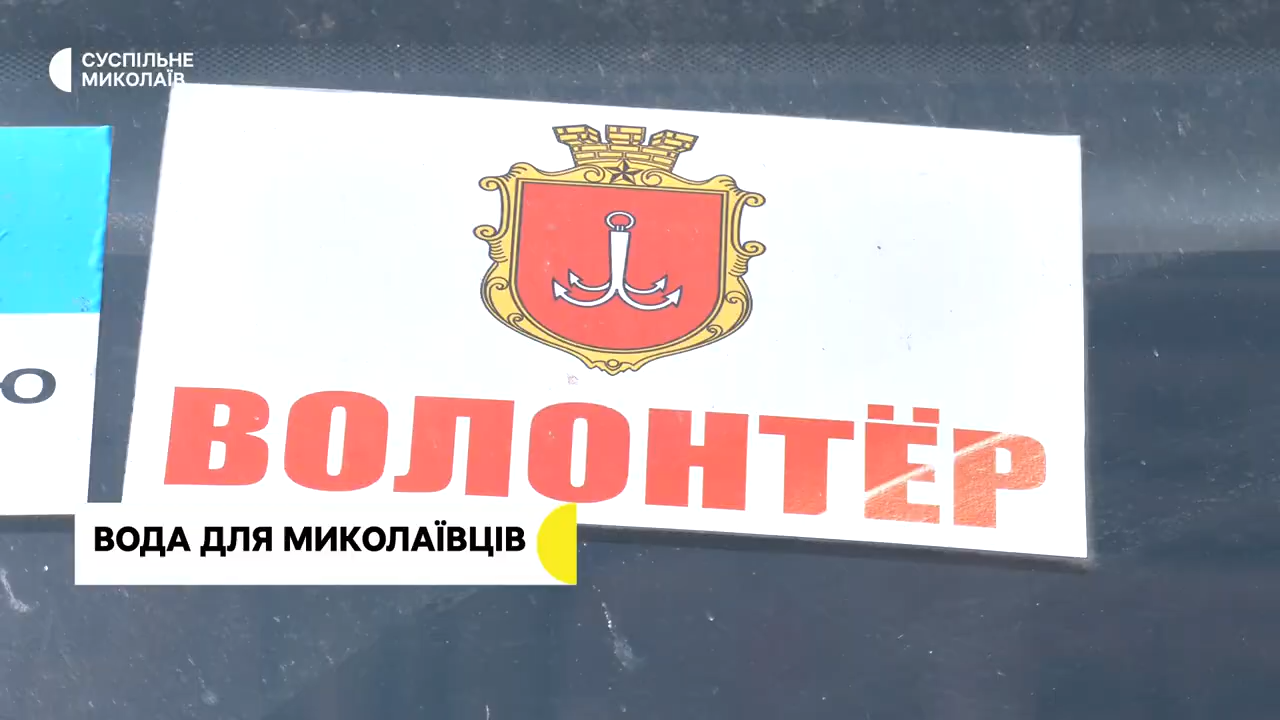 СУСПІЛЬНЕ
МИКОЛАЇВ
Ю
ВОЛОНТЁР
ВОДА ДЛЯ МИКОЛАЇВЦІВ